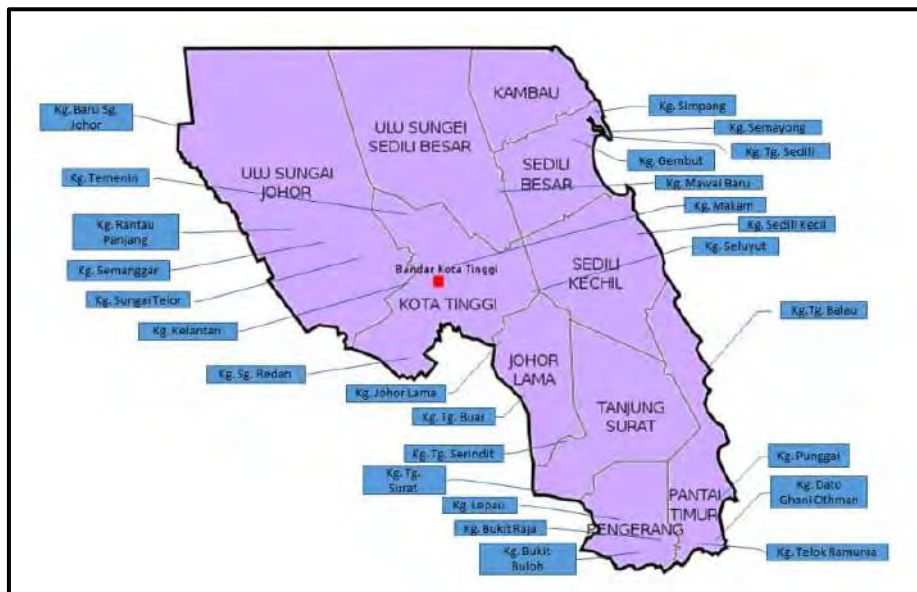 KAMBAU
Kg. Simpang
Kg. Baru Sg.
Johor
Kg. Semayong
ULU SUNGEI
SEDILI BESAR
Kg. Tg. Sedili
Kg. Gembut
SEDILI
BESAR
ULU SUNGAI
JOHOR
Kg. Temenin
Kg. Mawai Baru
Kg. Makam
Kg. Rantau
Panjang
Kg. Sedili Kecil
Kg. Seluyut
Kg. Semanggar
Bandar Kota Tinggi
SEDILI
KECHIL
Kg. Sungai Telor
KOTA TINGGI
Kg. Tg. Balau
Kg. Kelantan
JOHOR
LAMA
Kg. Sg. Redan
Kg. Johor Lama
TANJUNG
SURAT
Kg. Tg. Buai
Kg. Tg. Serindit
Kg. Punggai
Kg. Tg.
Surat
Kg. Dato
Ghani Othman
PANTAI
TIMUR
Kg. Lepau
Kg. Bukit Raja
PENGERANG
Kg. Bukit
Buloh
Kg. Telok Ramunia